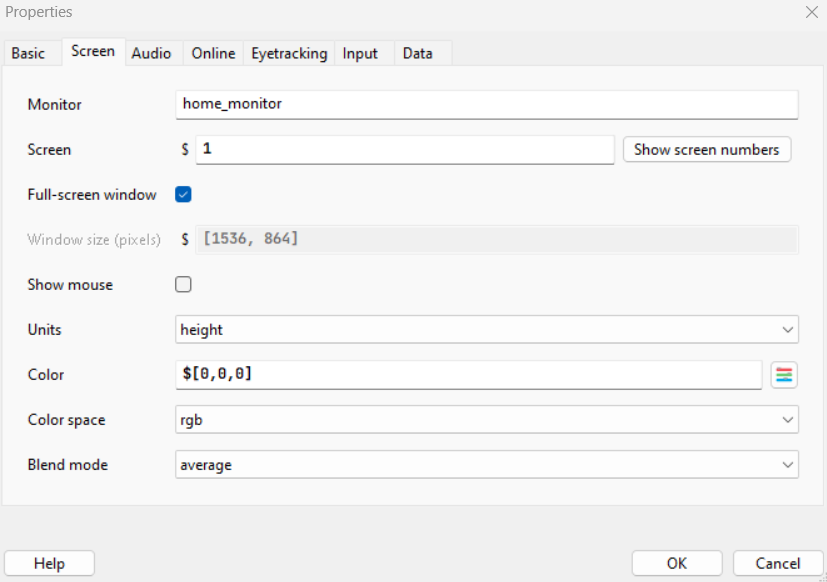 Properties
Basic Screen Audio Online Eyetracking Input Data
Monitor home_monitor
Screen $ 1 Show screen numbers
Full-screen window
Window size (pixels) $ [1536, 864]
Show mouse
Units height
Color $[0,0,0]
Color space rgb
Blend mode average
Help OK Cancel